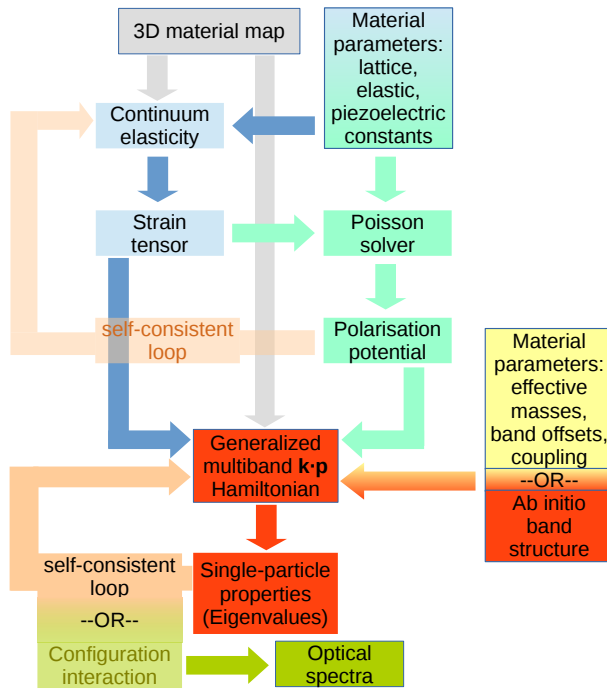 3D material map
Material
parameters:
lattice,
elastic,
piezoelectric
constants
Continuum
elasticity
Strain
tensor
Poisson
solver
self-consistent
loop
Polarisation
potential
Material
parameters:
effective
masses,
band offsets,
coupling
--OR--
Ab initio
band
structure
Generalized
multiband k·p
Hamiltonian
self-consistent
loop
--OR--
Configuration
interaction
Single-particle
properties
(Eigenvalues)
Optical
spectra